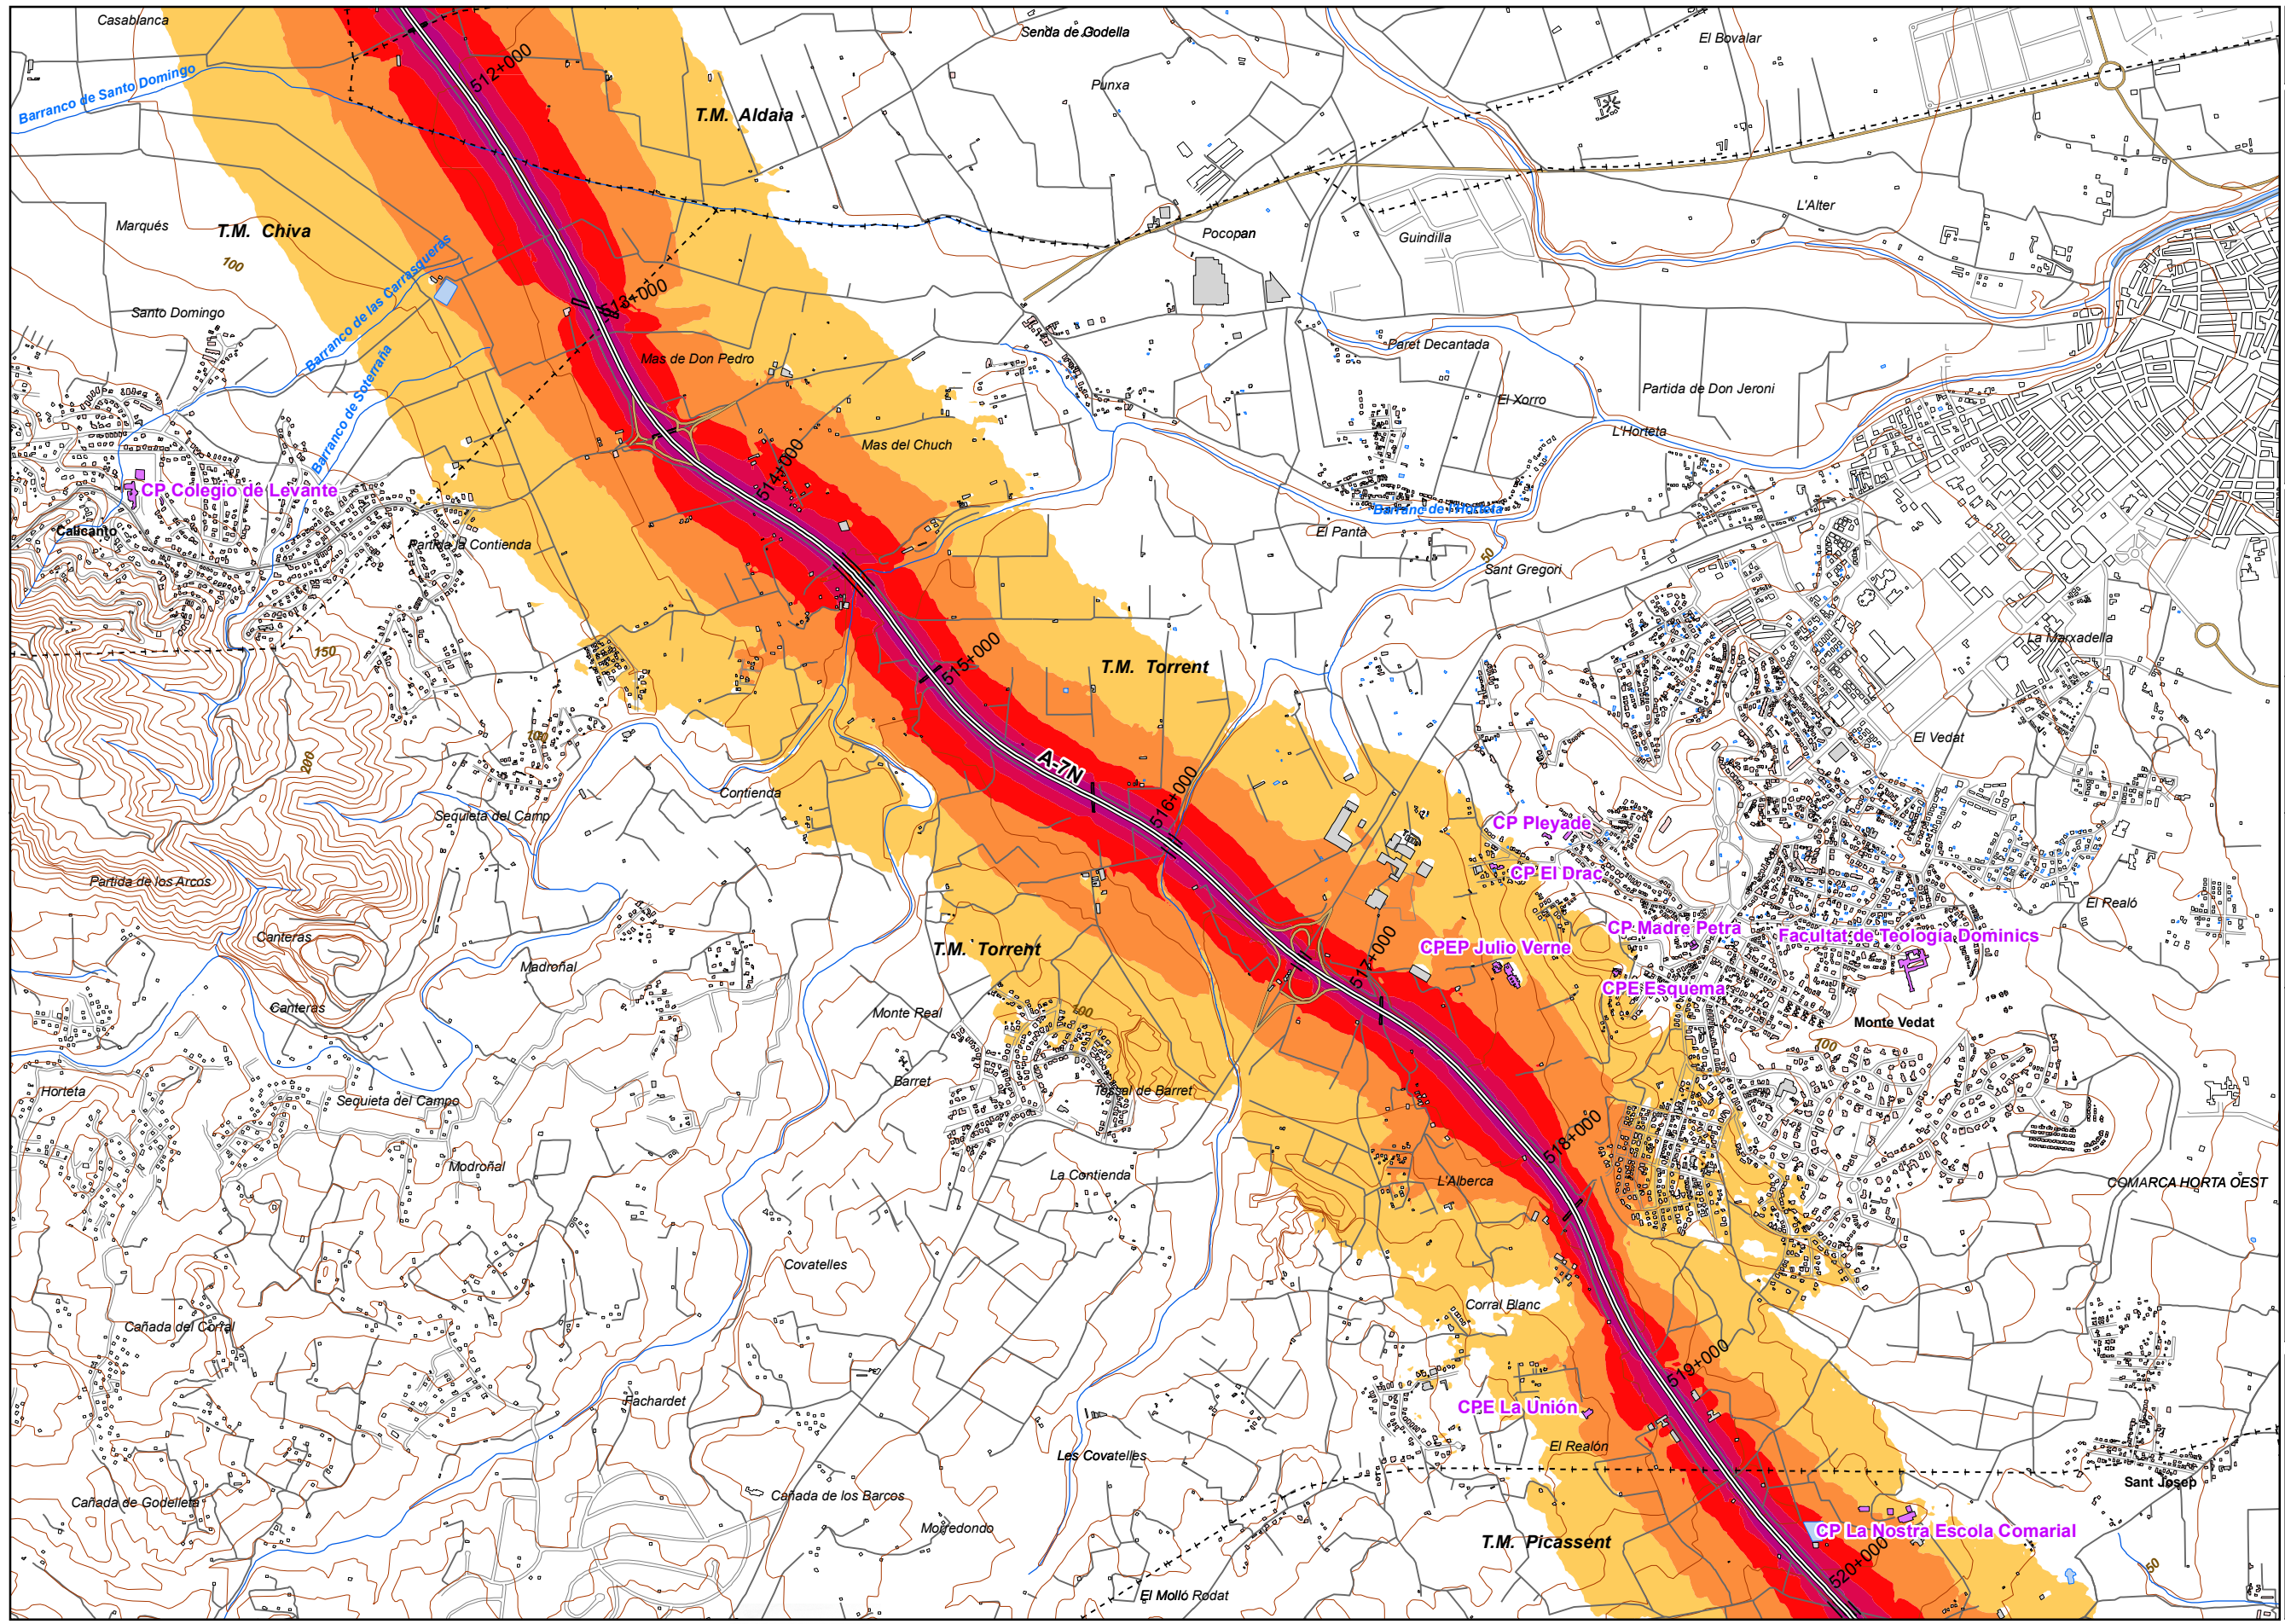 Casablanca
Senda de Godella
El Bovalar
512+000
Barranco de Santo Domingo
Punxa
T.M. Aldaia
L'Alter
Marqués
T.M. Chiva
Pocopan
Guindilla
100
Barranco de las Carrasqueras
513+000
Santo Domingo
Paret Decantada
Mas de Don Pedro
Partida de Don Jeroni
Barranco de Soterraña
El Xorro
L'Horteta
Mas del Chuch
514+000
CP Colegio de Levante
Barranc de l'Horteta
Calicanto
El Pantà
Partida la Contienda
50
Sant Gregori
La Marxadella
150
515+000
T.M. Torrent
100
El Vedat
200
A-7N
Contienda
516+000
Sequieta del Camp
CP Pleyade
CP El Drac
Partida de los Arcos
El Realó
CP Madre Petra
Canteras
Facultat de Teología Dominics
T.M. Torrent
CPEP Julio Verne
517+000
Madroñal
CPE Esquema
Canteras
Monte Real
100
Monte Vedat
100
Barret
Horteta
Tossal de Barret
Sequieta del Campo
518+000
Modroñal
La Contienda
L'Alberca
COMARCA HORTA OEST
Covatelles
Corral Blanc
Cañada del Corral
519+000
Fachardet
CPE La Unión
El Realón
Les Covatelles
Sant Josep
Cañada de los Barcos
Cañada de Godelleta
Morredondo
CP La Nostra Escola Comarial
T.M. Picassent
50
520+000
El Molló Rodat